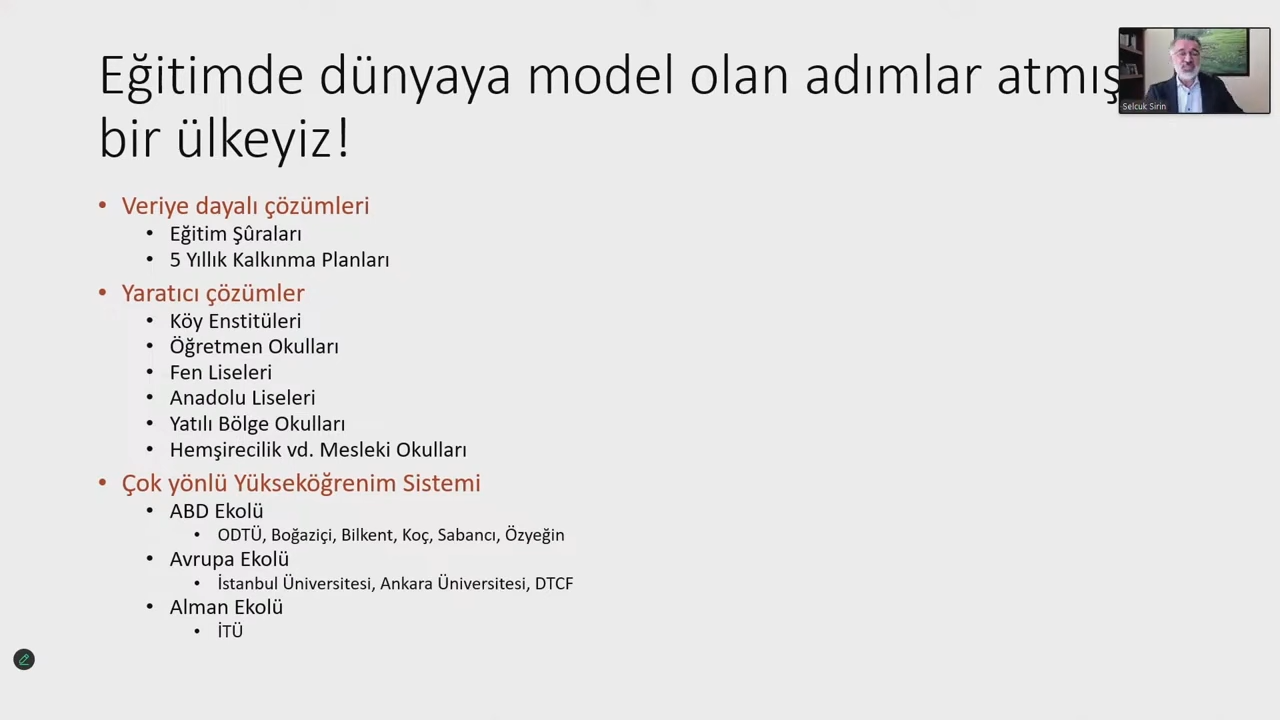 Eğitimde dünyaya model olan adımlar atmış
bir ülkeyiz!
Selcuk Sirin
• Veriye dayalı çözümleri
• Eğitim Şûraları
• 5 Yıllık Kalkınma Planları
• Yaratıcı çözümler
• Köy Enstitüleri
• Öğretmen Okulları
• Fen Liseleri
• Anadolu Liseleri
• Yatılı Bölge Okulları
• Hemşirecilik vd. Mesleki Okulları
• Çok yönlü Yükseköğrenim Sistemi
• ABD Ekolü
• ODTÜ, Boğaziçi, Bilkent, Koç, Sabancı, Özyeğin
• Avrupa Ekolü
• İstanbul Üniversitesi, Ankara Üniversitesi, DTCF
• Alman Ekolü
• İTÜ